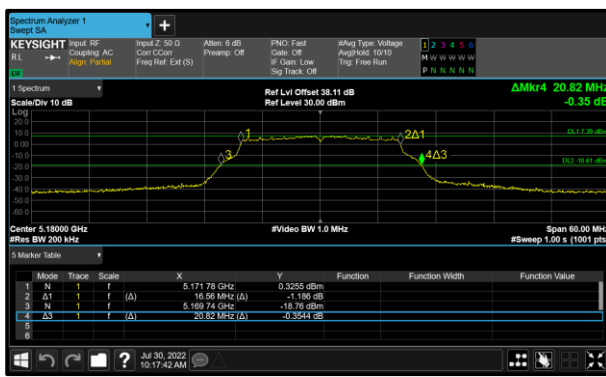 Spectrum Analyzer 1
Swept SA
+
KEYSIGHT Input: RF Input Z: 50 Ω Atten: 6 dB PNO: Fast #Avg Type: Voltage 1 2 3 4 5 6
RL Coupling: AC Corr CCorr Preamp: Off Gate: Off Avg|Hold: 10/10 M W W W W W
Align: Partial Freq Ref: Ext (S) IF Gain: Low Trig: Free Run P N N N N N
Sig Track: Off
1 Spectrum Ref Lvl Offset 38.11 dB ΔMkr4 20.82 MHz
Scale/Div 10 dB Ref Level 30.00 dBm -0.35 dB
Log
20.0
10.0 1 2Δ1 DL1 7.39 dBm
0.00
-10.0 3 4Δ3 DL2 -18.61 dBm
-20.0
-30.0
-40.0
-50.0
-60.0
Center 5.18000 GHz #Video BW 1.0 MHz Span 60.00 MHz
#Res BW 200 kHz #Sweep 1.00 s (1001 pts)
5 Marker Table
Mode Trace Scale X Y Function Function Width Function Value
1 N 1 f 5.171 78 GHz 0.3255 dBm
2 Δ1 1 f (Δ) 16.56 MHz (Δ) -1.186 dB
3 N 1 f 5.169 74 GHz -18.76 dBm
4 Δ3 1 f (Δ) 20.82 MHz (Δ) -0.3544 dB
5
6
? Jul 30, 2022
10:17:42 AM